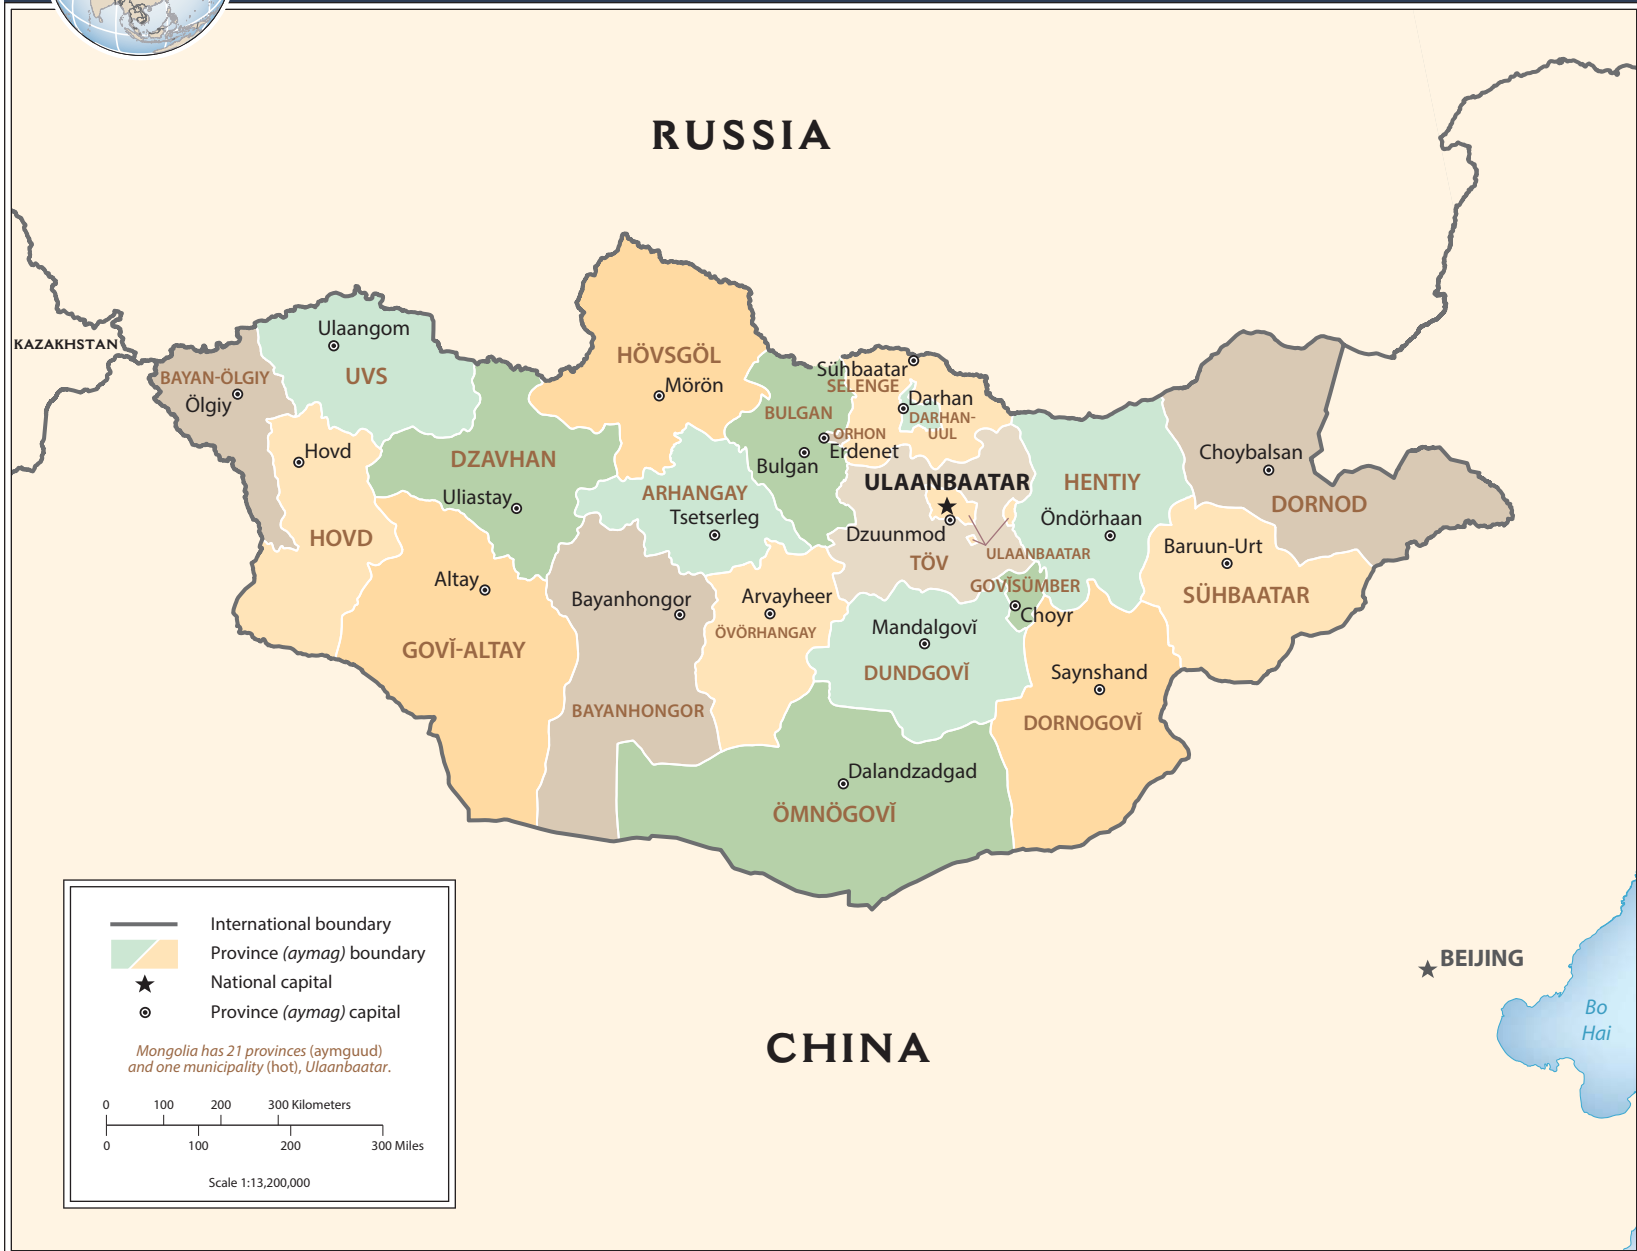 RUSSIA
KAZAKHSTAN
Ulaangom
UVS
BAYAN-ÖLGIY
Ölgiy
HÖVSGÖL
Mörön
Sühbaatar
SELENGE
Darhan
DARHAN-
UUL
BULGAN
ORHON
Erdenet
Bulgan
Hovd
HOVD
DZAVHAN
Uliastay
ARHANGAY
Tsetserleg
ULAANBAATAR
Dzuunmod
TÖV
ULAANBAATAR
HENTIY
Öndörhaan
Choybalsan
DORNOD
Baruun-Urt
SÜHBAATAR
GOVĬSÜMBER
Choyr
Altay
GOVĬ-ALTAY
Bayanhongor
BAYANHONGOR
Arvayheer
ÖVÖRHANGAY
Mandalgovĭ
DUNDGOVĬ
Saynshand
DORNOGOVĬ
Dalandzadgad
ÖMNÖGOVĬ
CHINA
BEIJING
Bo
Hai
International boundary
Province (aymag) boundary
National capital
Province (aymag) capital
Mongolia has 21 provinces (aymguud)
and one municipality (hot), Ulaanbaatar.
0 100 200 300 Kilometers
0 100 200 300 Miles
Scale 1:13,200,000